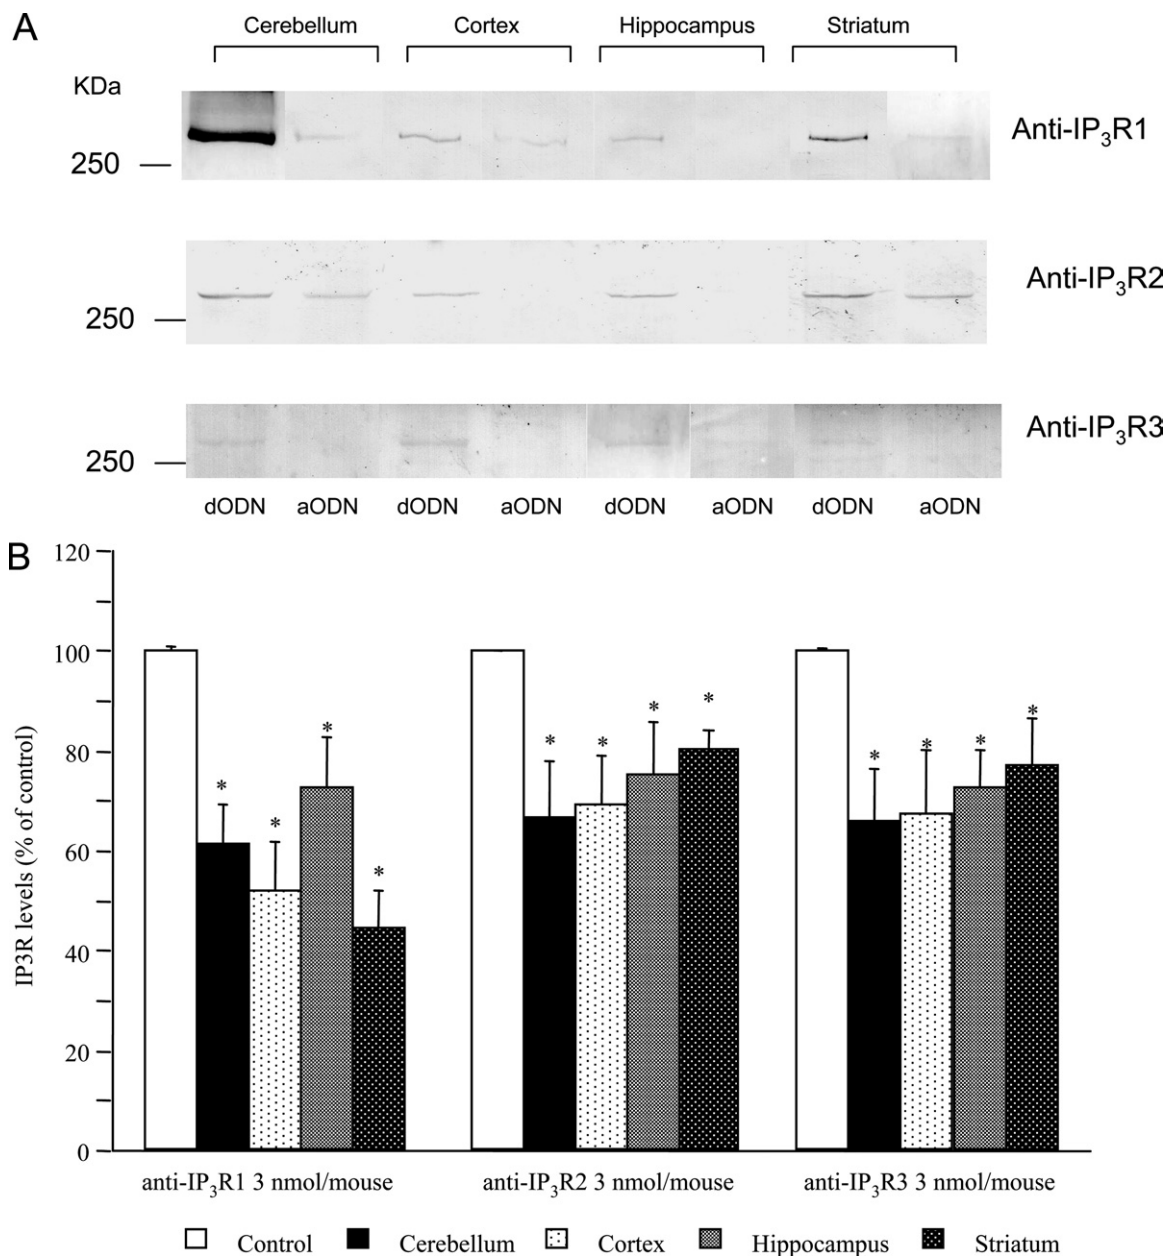 A
Cerebellum Cortex Hippocampus Striatum
KDa
Anti-IP₃R1
250
Anti-IP₃R2
250
Anti-IP₃R3
250
dODN aODN dODN aODN dODN aODN dODN aODN
B
120
100
80
60
40
20
0
IP3R levels (% of control)
* * * *
* * * *
* * * *
anti-IP₃R1 3 nmol/mouse anti-IP₃R2 3 nmol/mouse anti-IP₃R3 3 nmol/mouse
Control Cerebellum Cortex Hippocampus Striatum